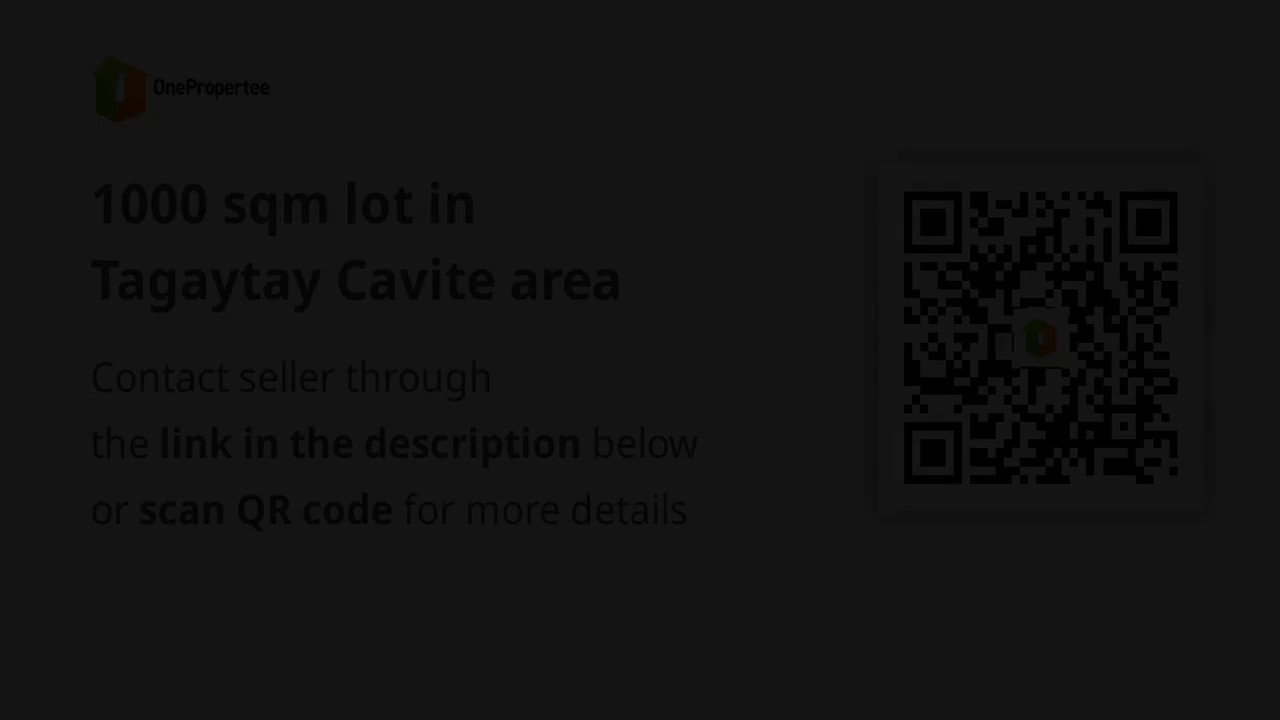 OnePropertee
1000 sqm lot in
Tagaytay Cavite area
Contact seller through
the link in the description below
or scan QR code for more details